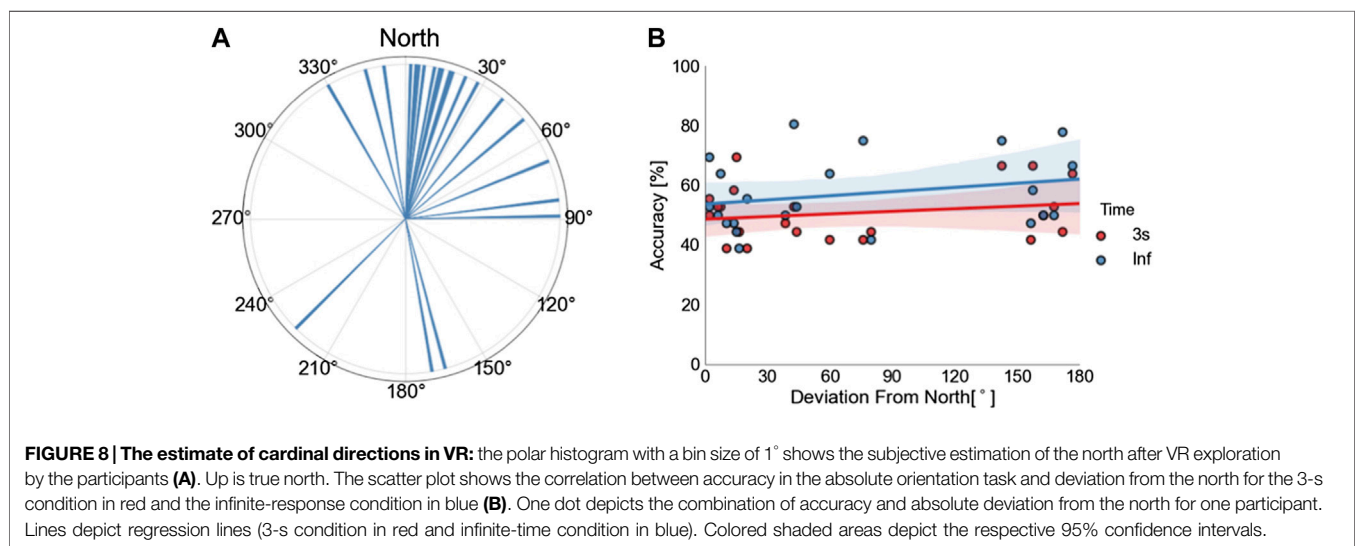 A
North
330°
30°
300°
60°
270°
90°
240°
120°
210°
150°
180°
B
100
80
60
40
20
0
Accuracy [%]
0 30 60 90 120 150 180
Deviation From North[°]
Time
3s
Inf
FIGURE 8 | The estimate of cardinal directions in VR: the polar histogram with a bin size of 1° shows the subjective estimation of the north after VR exploration
by the participants (A). Up is true north. The scatter plot shows the correlation between accuracy in the absolute orientation task and deviation from the north for the 3-s
condition in red and the infinite-response condition in blue (B). One dot depicts the combination of accuracy and absolute deviation from the north for one participant.
Lines depict regression lines (3-s condition in red and infinite-time condition in blue). Colored shaded areas depict the respective 95% confidence intervals.